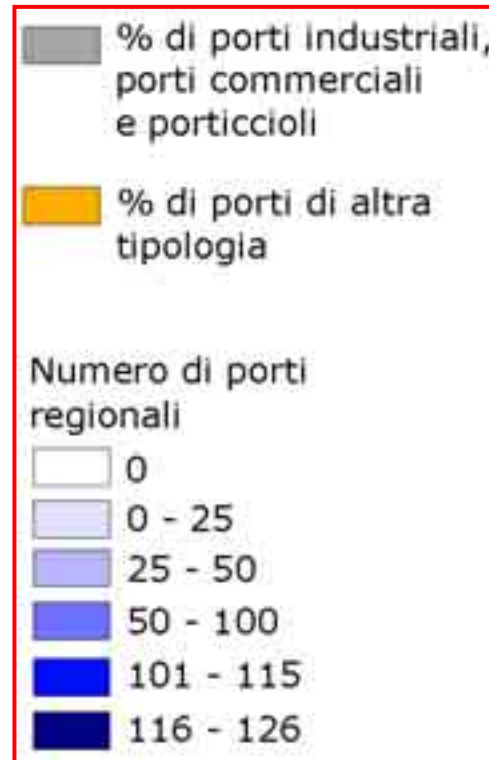 % di porti industriali,
porti commerciali
e porticcioli
% di porti di altra
tipologia
Numero di porti
regionali
0
0 - 25
25 - 50
50 - 100
101 - 115
116 - 126